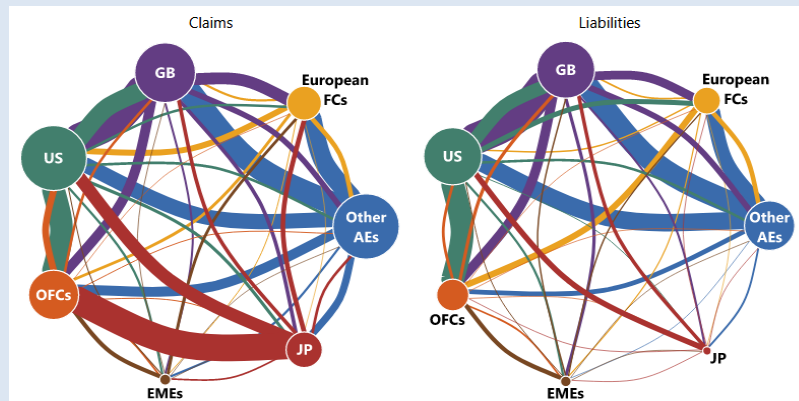 Claims
GB
European
FCs
US
Other
AEs
OFCs
JP
EMEs
Liabilities
GB
European
FCs
US
Other
AEs
OFCs
JP
EMEs